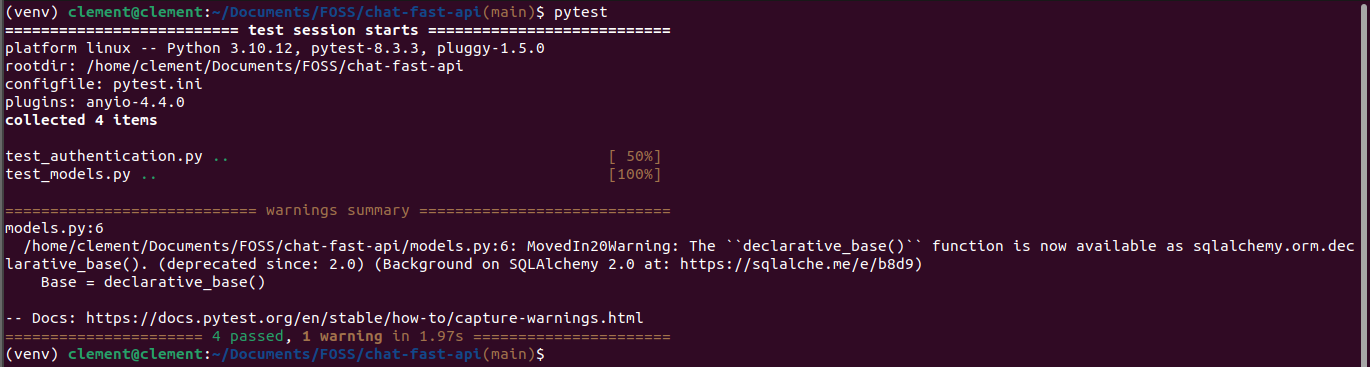 (venv) clement@clement:~/Documents/FOSS/chat-fast-api(main)$ pytest
========================== test session starts ===========================
platform linux -- Python 3.10.12, pytest-8.3.3, pluggy-1.5.0
rootdir: /home/clement/Documents/FOSS/chat-fast-api
configfile: pytest.ini
plugins: anyio-4.4.0
collected 4 items
test_authentication.py .. [ 50%]
test_models.py .. [100%]
============================ warnings summary ============================
models.py:6
/home/clement/Documents/FOSS/chat-fast-api/models.py:6: MovedIn20Warning: The ``declarative_base()`` function is now available as sqlalchemy.orm.dec
larative_base(). (deprecated since: 2.0) (Background on SQLAlchemy 2.0 at: https://sqlalche.me/e/b8d9)
Base = declarative_base()
-- Docs: https://docs.pytest.org/en/stable/how-to/capture-warnings.html
====================== 4 passed, 1 warning in 1.97s ======================
(venv) clement@clement:~/Documents/FOSS/chat-fast-api(main)$